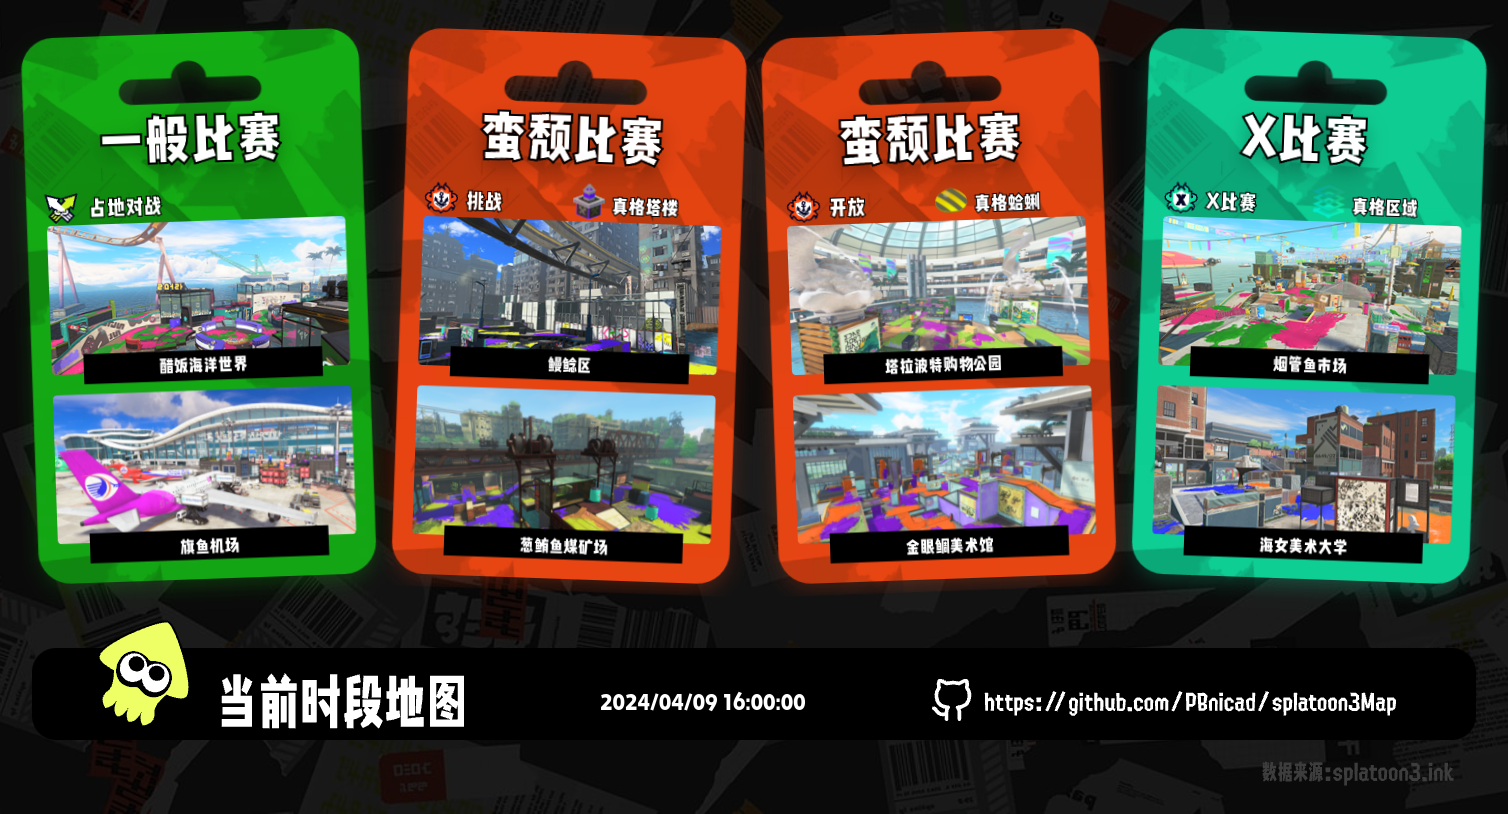 一般比赛
占地对战
醋饭海洋世界
旗鱼机场
蛮颓比赛
挑战
真格塔楼
鳗鲶区
葱鲔鱼煤矿场
蛮颓比赛
开放
真格蛤蜊
塔拉波特购物公园
金眼鲷美术馆
X比赛
X比赛
真格区域
烟管鱼市场
海女美术大学
当前时段地图
2024/04/09 16:00:00
https://github.com/PBnicad/splatoon3Map
数据来源:splatoon3.ink